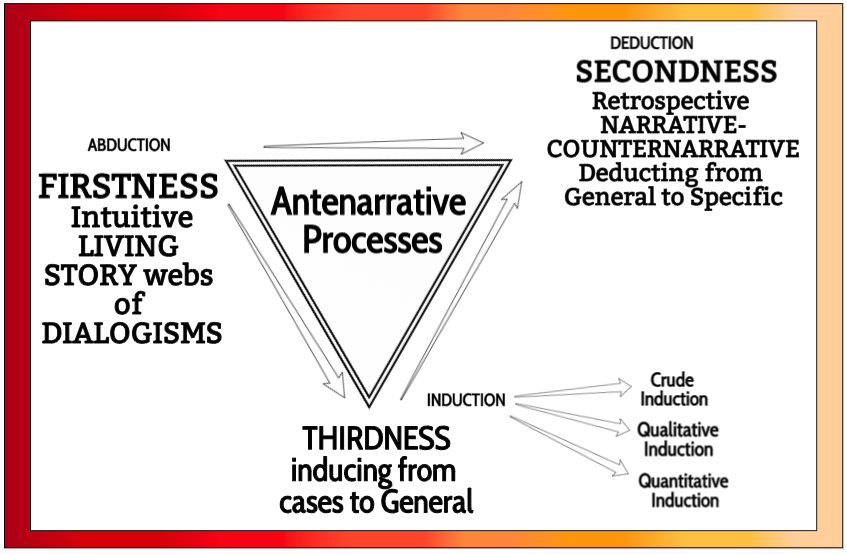 DEDUCTION
SECONDNESS
Retrospective
NARRATIVE-
COUNTERNARRATIVE
Deducting from
General to Specific
ABDUCTION
FIRSTNESS
Intuitive
LIVING
STORY webs
of
DIALOGISMS
Antenarrative
Processes
INDUCTION
THIRDNESS
inducing from
cases to General
Crude
Induction
Qualitative
Induction
Quantitative
Induction